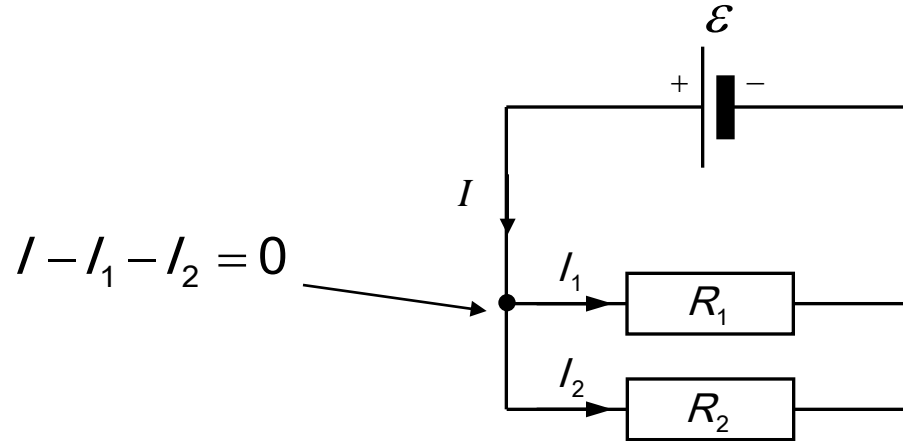 ℰ
+ −
I
I − I₁ − I₂ = 0
I₁
R₁
I₂
R₂